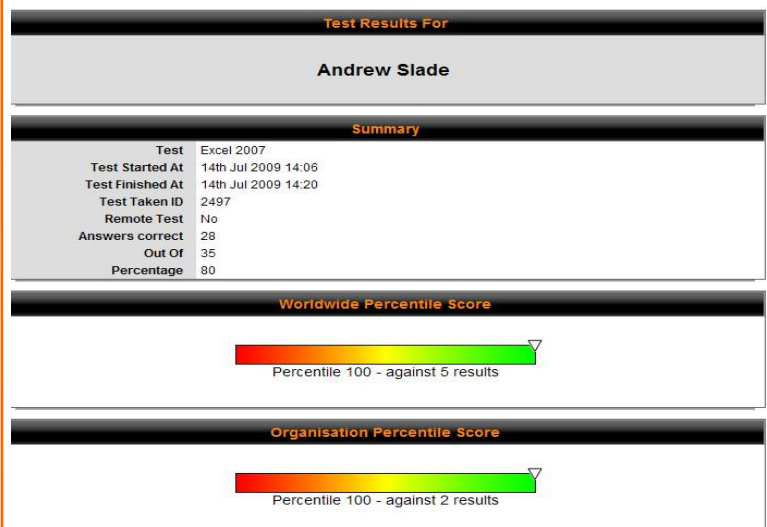 Test Results For
Andrew Slade
Summary
Test Excel 2007
Test Started At 14th Jul 2009 14:06
Test Finished At 14th Jul 2009 14:20
Test Taken ID 2497
Remote Test No
Answers correct 28
Out Of 35
Percentage 80
Worldwide Percentile Score
Percentile 100 - against 5 results
Organisation Percentile Score
Percentile 100 - against 2 results